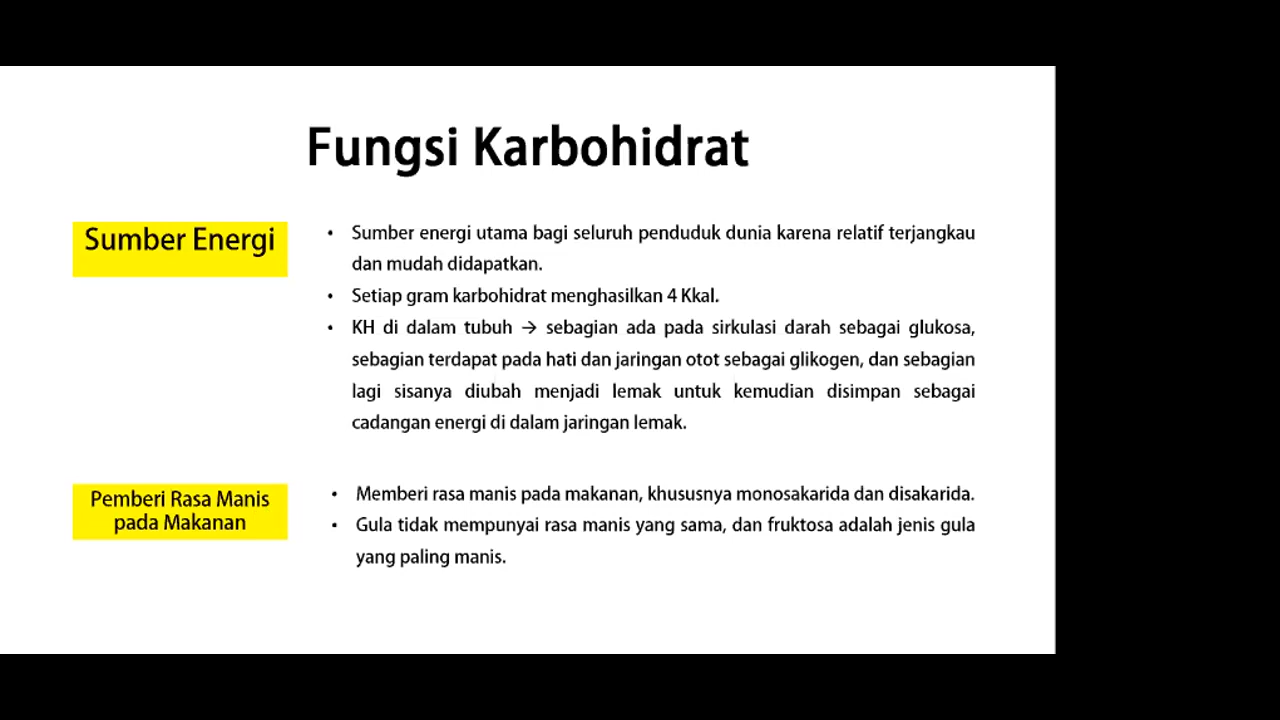 Fungsi Karbohidrat
Sumber Energi
• Sumber energi utama bagi seluruh penduduk dunia karena relatif terjangkau
dan mudah didapatkan.
• Setiap gram karbohidrat menghasilkan 4 Kkal.
• KH di dalam tubuh → sebagian ada pada sirkulasi darah sebagai glukosa,
sebagian terdapat pada hati dan jaringan otot sebagai glikogen, dan sebagian
lagi sisanya diubah menjadi lemak untuk kemudian disimpan sebagai
cadangan energi di dalam jaringan lemak.
Pemberi Rasa Manis
pada Makanan
• Memberi rasa manis pada makanan, khususnya monosakarida dan disakarida.
• Gula tidak mempunyai rasa manis yang sama, dan fruktosa adalah jenis gula
yang paling manis.